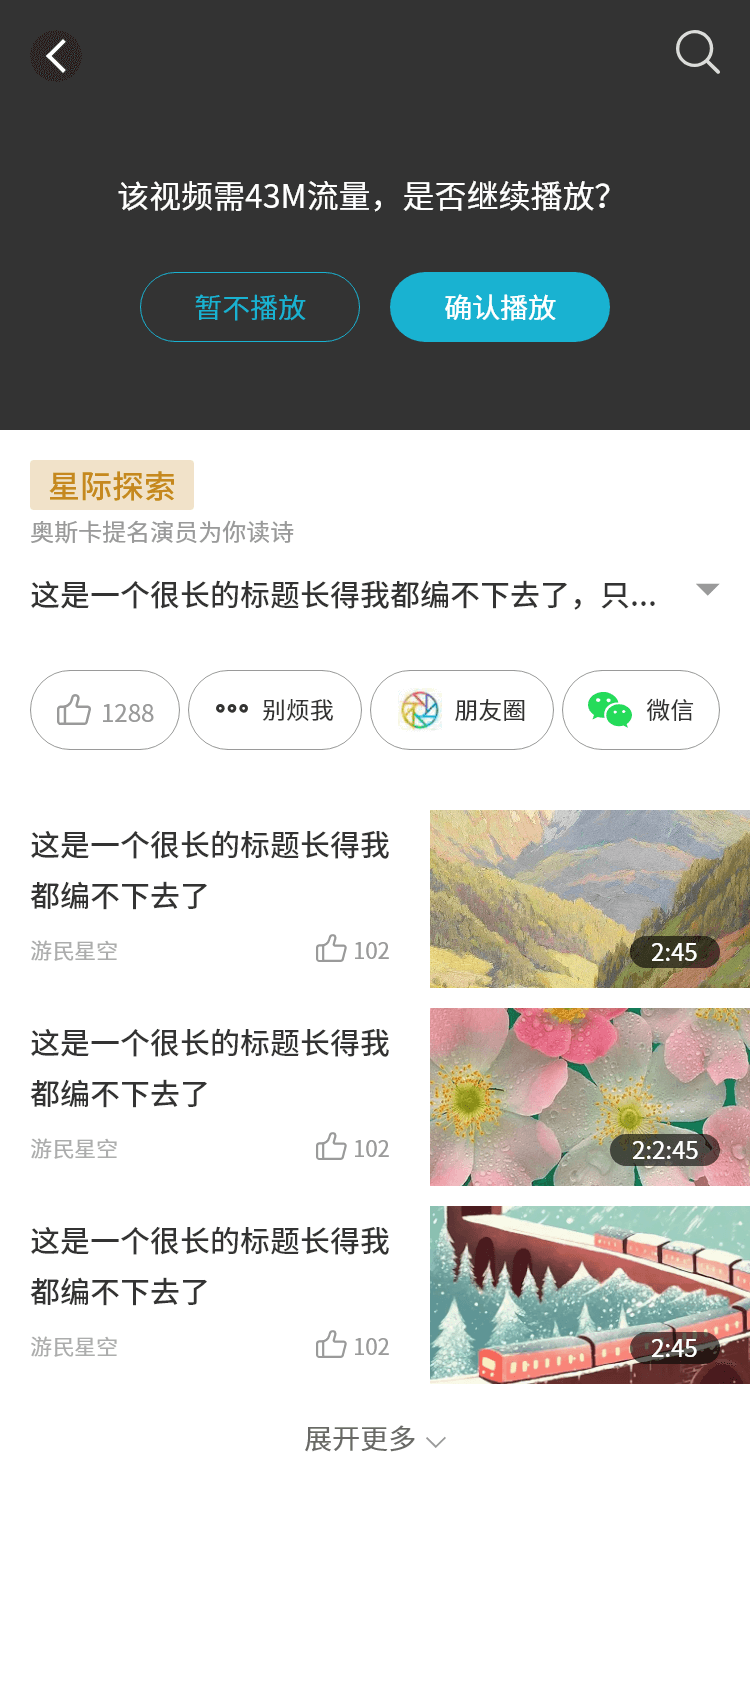 该视频需43M流量，是否继续播放？
暂不播放
确认播放
星际探索
奥斯卡提名演员为你读诗
这是一个很长的标题长得我都编不下去了，只...
1288
别烦我
朋友圈
微信
这是一个很长的标题长得我
都编不下去了
游民星空
102
2:45
这是一个很长的标题长得我
都编不下去了
游民星空
102
2:2:45
这是一个很长的标题长得我
都编不下去了
游民星空
102
2:45
展开更多